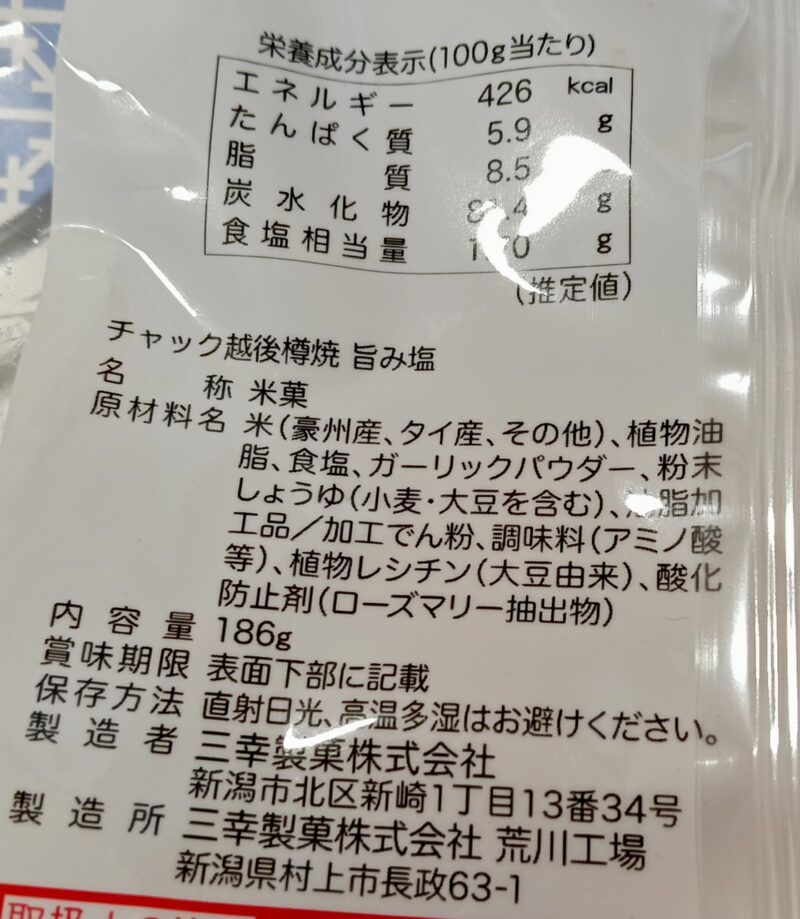 栄養成分表示(100g当たり)
エネルギー 426 kcal
たんぱく質 5.9 g
脂質 8.5
炭水化物 g
食塩相当量 g
(推定値)
チャック越後樽焼 旨み塩
名称 米菓
原材料名 米(豪州産、タイ産、その他)、植物油
脂、食塩、ガーリックパウダー、粉末
しょうゆ(小麦・大豆を含む)、油脂加
工品/加工でん粉、調味料(アミノ酸
等)、植物レシチン(大豆由来)、酸化
防止剤(ローズマリー抽出物)
内容量 186g
賞味期限 表面下部に記載
保存方法 直射日光、高温多湿はお避けください。
製造者 三幸製菓株式会社
新潟市北区新崎1丁目13番34号
製造所 三幸製菓株式会社 荒川工場
新潟県村上市長政63-1